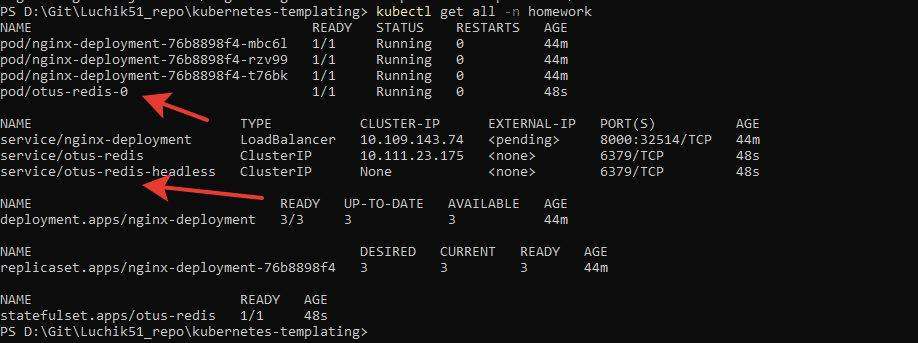 PS D:\Git\Luchik51_repo\kubernetes-templating> kubectl get all -n homework
NAME READY STATUS RESTARTS AGE
pod/nginx-deployment-76b8898f4-mbc6l 1/1 Running 0 44m
pod/nginx-deployment-76b8898f4-rzv99 1/1 Running 0 44m
pod/nginx-deployment-76b8898f4-t76bk 1/1 Running 0 44m
pod/otus-redis-0 1/1 Running 0 48s
NAME TYPE CLUSTER-IP EXTERNAL-IP PORT(S) AGE
service/nginx-deployment LoadBalancer 10.109.143.74 <pending> 8000:32514/TCP 44m
service/otus-redis ClusterIP 10.111.23.175 <none> 6379/TCP 48s
service/otus-redis-headless ClusterIP None <none> 6379/TCP 48s
NAME READY UP-TO-DATE AVAILABLE AGE
deployment.apps/nginx-deployment 3/3 3 3 44m
NAME DESIRED CURRENT READY AGE
replicaset.apps/nginx-deployment-76b8898f4 3 3 3 44m
NAME READY AGE
statefulset.apps/otus-redis 1/1 48s
PS D:\Git\Luchik51_repo\kubernetes-templating>